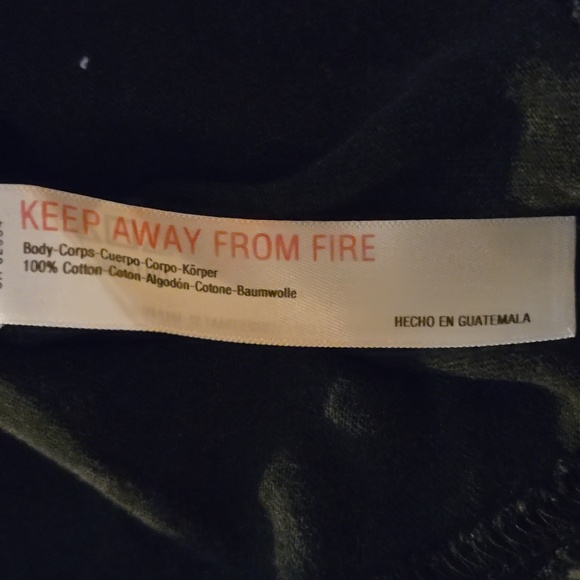 KEEP AWAY FROM FIRE
Body-Corps-Cuerpo-Corpo-Körper
100% Cotton-Coton-Algodón-Cotone-Baumwolle
HECHO EN GUATEMALA